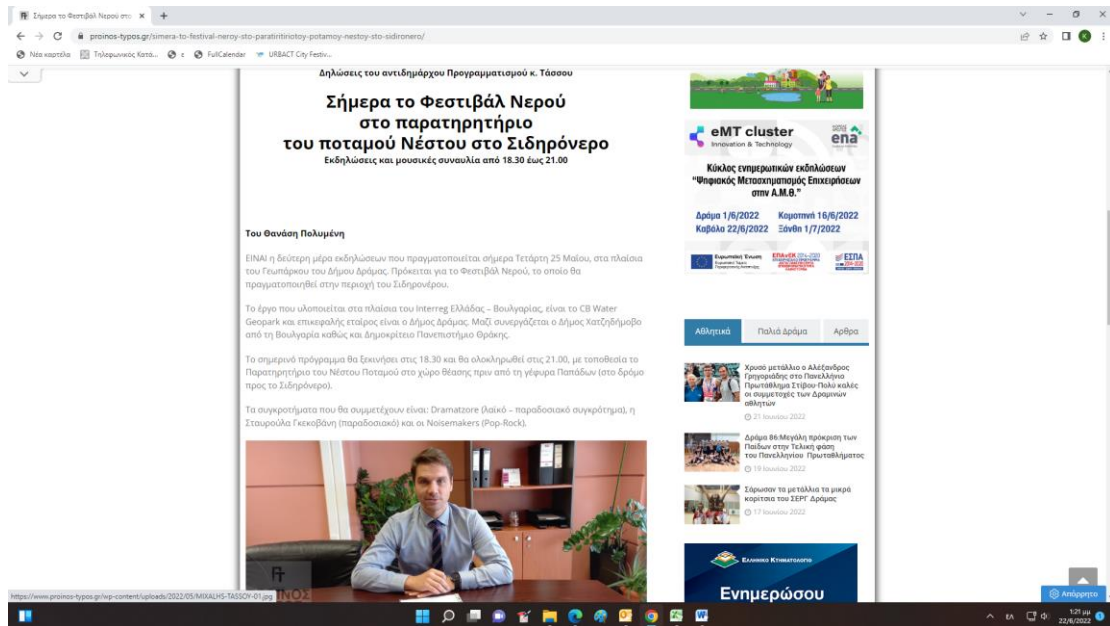 Σήμερα το Φεστιβάλ Νερού στο
proinos-typos.gr/simera-to-festival-neroy-sto-paratiritiriotoy-potamoy-nestoy-sto-sidironero/
Νέα καρτέλα
Τηλεφωνικός Κατά...
ε
FullCalendar
URBACT City Festiv...
Δηλώσεις του αντιδημάρχου Προγραμματισμού κ. Τάσσου
Σήμερα το Φεστιβάλ Νερού
στο παρατηρητήριο
του ποταμού Νέστου στο Σιδηρόνερο
Εκδηλώσεις και μουσικές συναυλία από 18.30 έως 21.00
Του Θανάση Πολυμένη
ΕΙΝΑΙ η δεύτερη μέρα εκδηλώσεων που πραγματοποιείται σήμερα Τετάρτη 25 Μαΐου, στα πλαίσια
του Γεωπάρκου του Δήμου Δράμας. Πρόκειται για το Φεστιβάλ Νερού, το οποίο θα
πραγματοποιηθεί στην περιοχή του Σιδηρονέρου.
Το έργο που υλοποιείται στα πλαίσια του Interreg Ελλάδας – Βουλγαρίας, είναι το CB Water
Geopark και επικεφαλής εταίρος είναι ο Δήμος Δράμας. Μαζί συνεργάζεται ο Δήμος Χατζηδήμοβο
από τη Βουλγαρία καθώς και Δημοκρίτειο Πανεπιστήμιο Θράκης.
Το σημερινό πρόγραμμα θα ξεκινήσει στις 18.30 και θα ολοκληρωθεί στις 21.00, με τοποθεσία το
Παρατηρητήριο του Νέστου Ποταμού στο χώρο θέασης πριν από τη γέφυρα Παπάδων (στο δρόμο
προς το Σιδηρόνερο).
Τα συγκροτήματα που θα συμμετέχουν είναι: Dramatzore (λαϊκό – παραδοσιακό συγκρότημα), η
Σταυρούλα Γκεκοβάνη (παραδοσιακό) και οι Noisemakers (Pop-Rock).
eMT cluster
Innovation & Technology
ena
Κύκλος ενημερωτικών εκδηλώσεων
"Ψηφιακός Μετασχηματισμός Επιχειρήσεων
στην Α.Μ.Θ."
Δράμα 1/6/2022 Κομοτηνή 16/6/2022
Καβάλα 22/6/2022 Ξάνθη 1/7/2022
Ευρωπαϊκή Ένωση
ΕΠΑνΕΚ 2014-2020
ΕΣΠΑ
2014-2020
Αθλητικά Παλιά Δράμα Αρθρα
Χρυσό μετάλλιο ο Αλέξανδρος
Γρηγοριάδης στο Πανελλήνιο
Πρωτάθλημα Στίβου-Πολύ καλές
οι συμμετοχές των Δραμινών
αθλητών
21 Ιουνίου 2022
Δράμα 86:Μεγάλη πρόκριση των
Παίδων στην Τελική φάση
του Πανελληνίου Πρωταθλήματος
19 Ιουνίου 2022
Σάρωσαν τα μετάλλια τα μικρά
κορίτσια του ΣΕΡΓ Δράμας
17 Ιουνίου 2022
ΕΛΛΗΝΙΚΟ ΚΤΗΜΑΤΟΛΟΓΙΟ
Ενημερώσου
Απόρρητο
https://www.proinos-typos.gr/wp-content/uploads/2022/05/MIXALHS-TASSOY-01.jpg
ΕΛ
1:21 μμ
22/6/2022